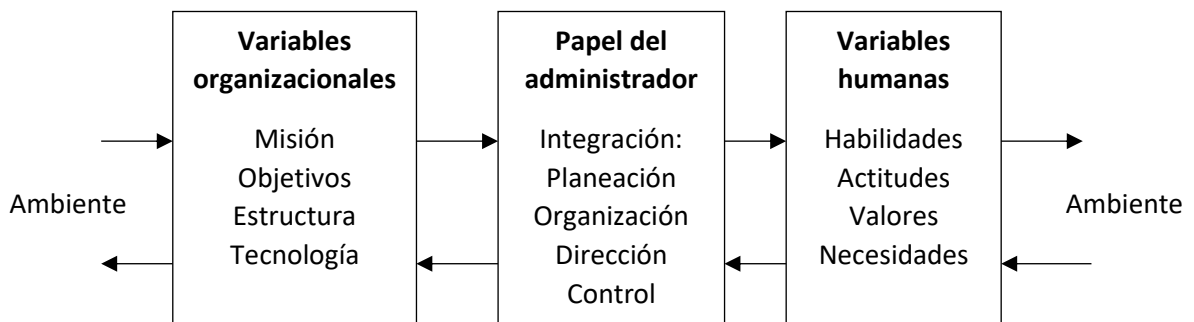 Variables
organizacionales
Misión
Objetivos
Estructura
Tecnología
Papel del
administrador
Integración:
Planeación
Organización
Dirección
Control
Variables
humanas
Habilidades
Actitudes
Valores
Necesidades
Ambiente
Ambiente